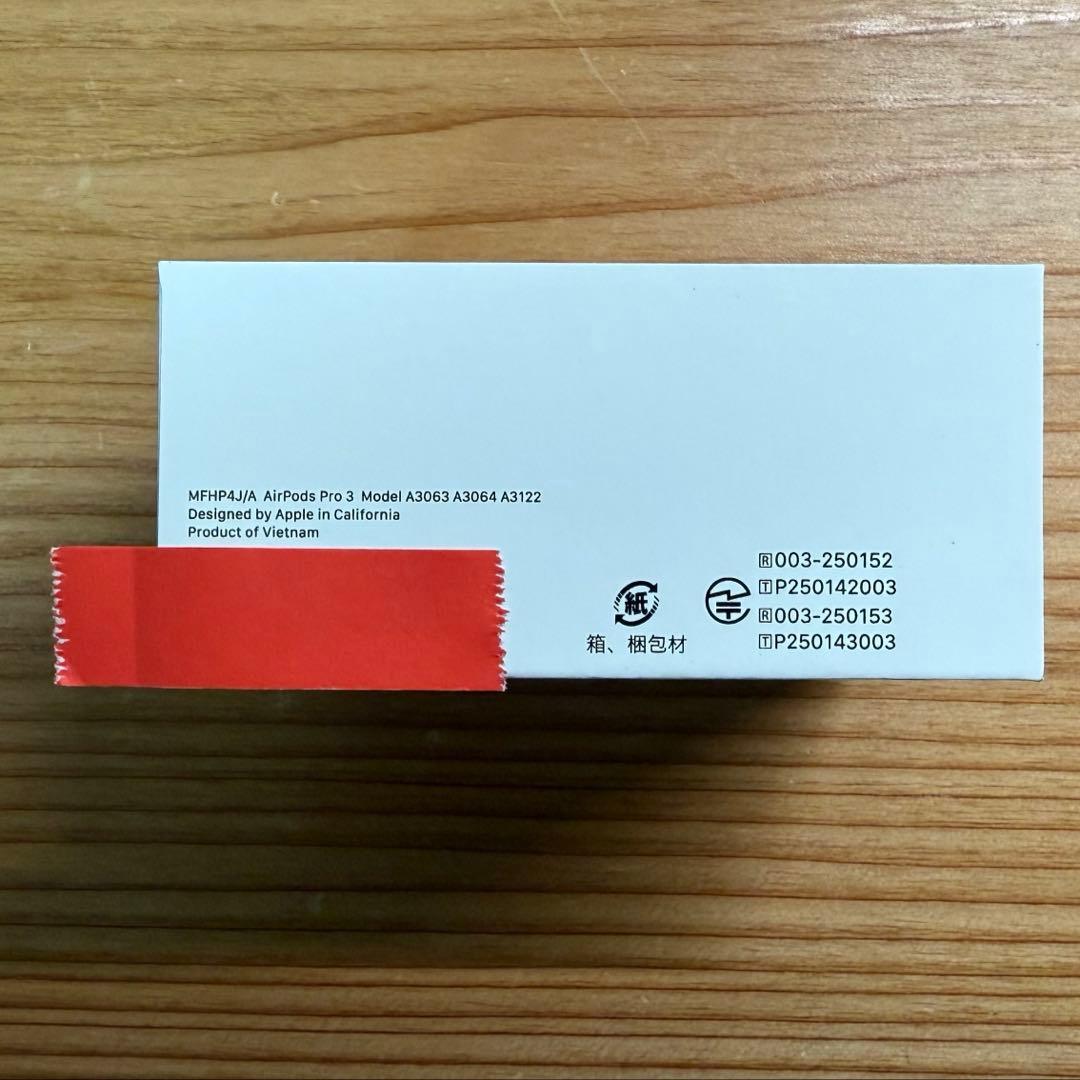 MFHP4J/A AirPods Pro 3 Model A3063 A3064 A3122
Designed by Apple in California
Product of Vietnam
紙
箱、梱包材
R003-250152
TP250142003
R003-250153
TP250143003